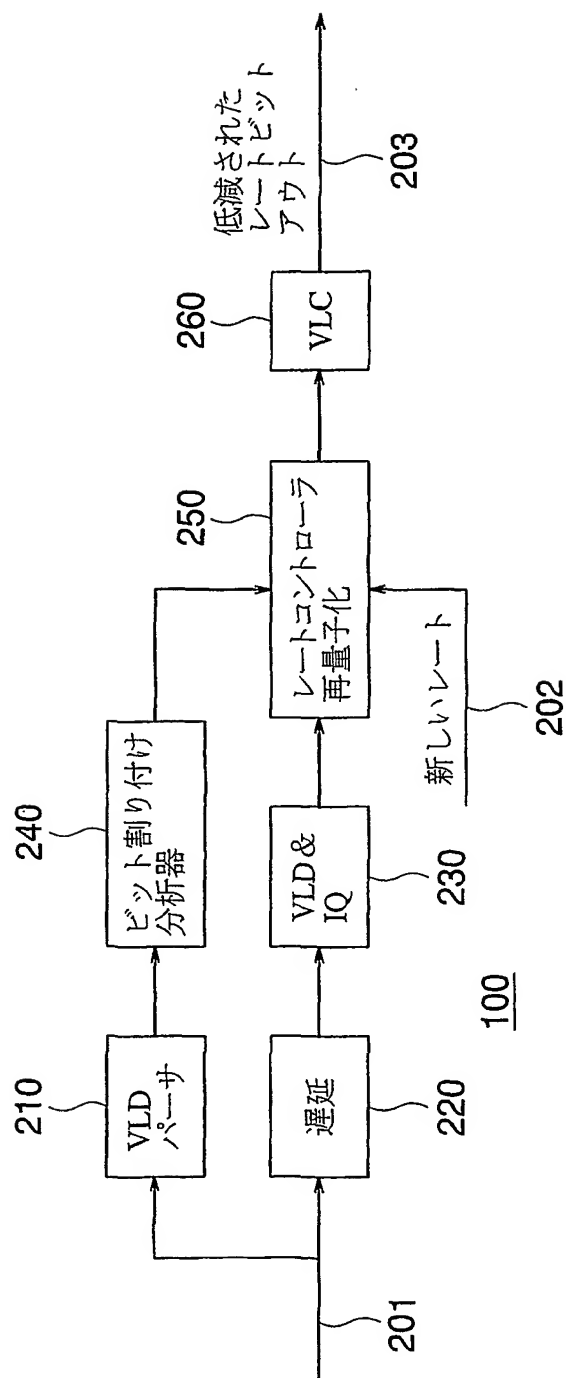 201
210
VLD
パーサ
220
遅延
240
ビット割り付け
分析器
230
VLD&
IQ
250
レートコントローラ
再量子化
新しいレート
202
260
VLC
低減された
レートビット
アウト
203
100